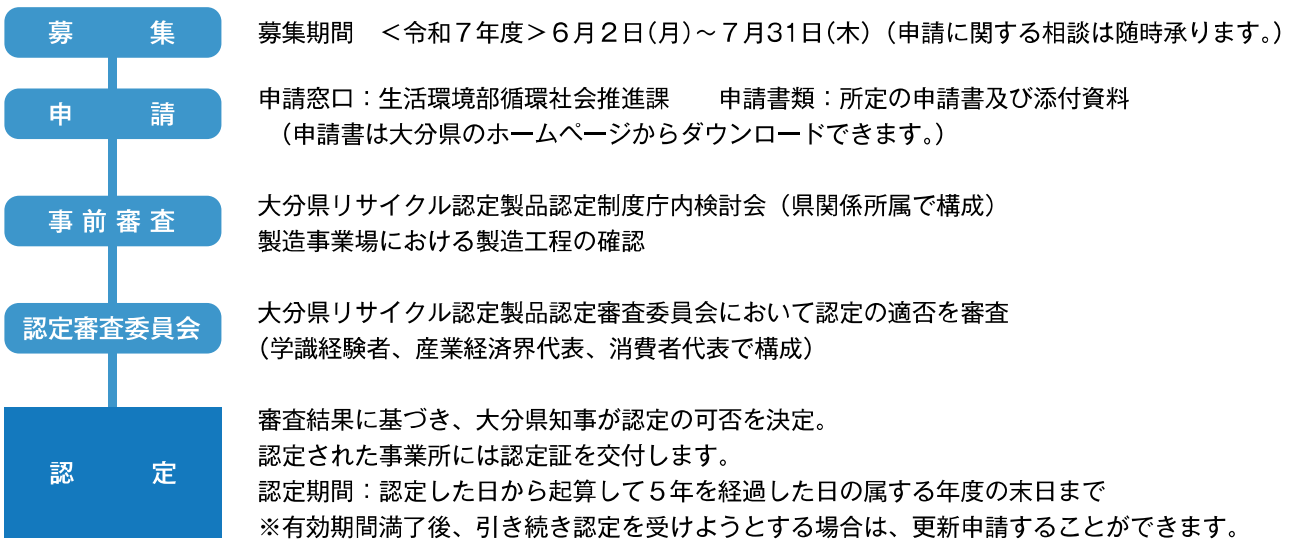 募集
募集期間　＜令和７年度＞６月２日(月)～７月31日(木)（申請に関する相談は随時承ります。）
申請
申請窓口：生活環境部循環社会推進課　　申請書類：所定の申請書及び添付資料
（申請書は大分県のホームページからダウンロードできます。）
事前審査
大分県リサイクル認定製品認定制度庁内検討会（県関係所属で構成）
製造事業場における製造工程の確認
認定審査委員会
大分県リサイクル認定製品認定審査委員会において認定の適否を審査
（学識経験者、産業経済界代表、消費者代表で構成）
認定
審査結果に基づき、大分県知事が認定の可否を決定。
認定された事業所には認定証を交付します。
認定期間：認定した日から起算して５年を経過した日の属する年度の末日まで
※有効期間満了後、引き続き認定を受けようとする場合は、更新申請することができます。